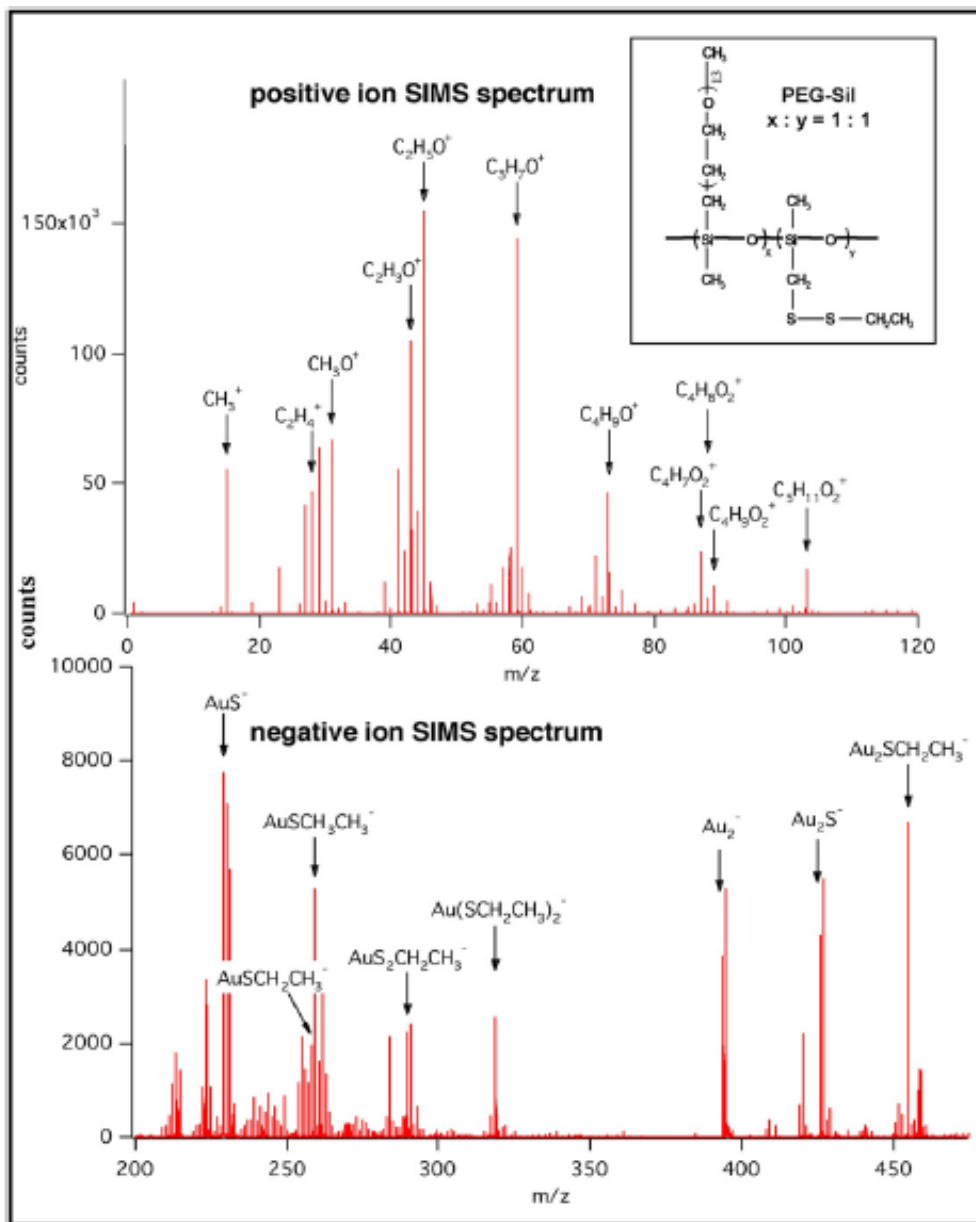 positive ion SIMS spectrum
PEG-Sil
x : y = 1 : 1
CH₃
13
O
CH₂
CH₂
CH₂
CH₃
Si
O
x
Si
O
y
CH₃
CH₂
S
S
CH₂CH₃
C₂H₅O⁺
C₃H₇O⁺
C₂H₃O⁺
CH₃O⁺
CH₃⁺
C₂H₄⁺
C₄H₉O⁺
C₄H₈O₂⁺
C₄H₇O₂⁺
C₄H₉O₂⁺
C₅H₁₁O₂⁺
150x10³
100
50
0
counts
0 20 40 60 80 100 120
m/z
counts
negative ion SIMS spectrum
AuS⁻
AuSCH₃CH₃⁻
AuSCH₂CH₃⁻
AuS₂CH₂CH₃⁻
Au(SCH₂CH₃)₂⁻
Au₂⁻
Au₂S⁻
Au₂SCH₂CH₃⁻
10000
8000
6000
4000
2000
0
200 250 300 350 400 450
m/z